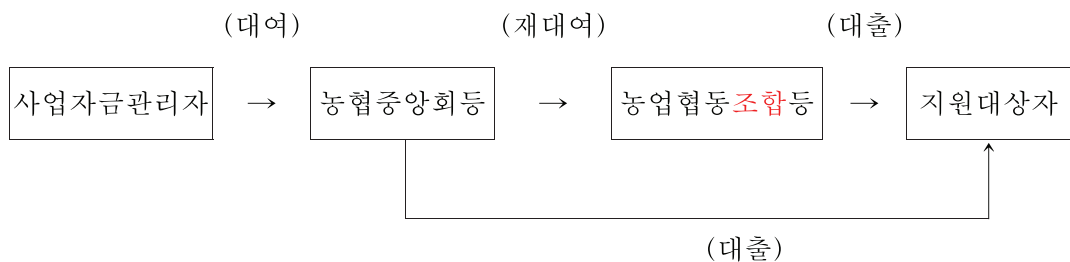 (대여) (재대여) (대출)
사업자금관리자 → 농협중앙회등 → 농업협동조합등 → 지원대상자
(대출)